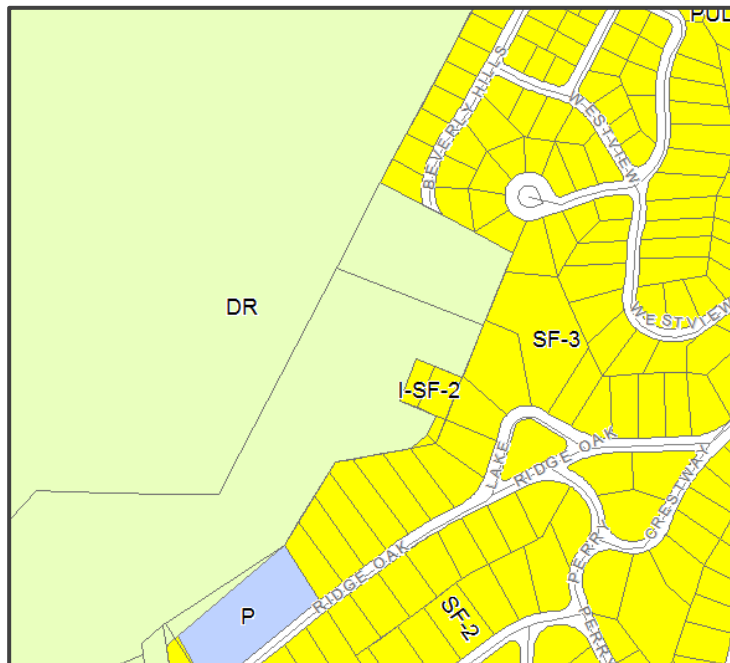 PUD
BEVERLY HILLS
WESTVIEW
DR
WESTVIEW
SF-3
I-SF-2
LAKE
RIDGE OAK
CRESTWAY
PERRY
RIDGE OAK
P
SF-2
PERRY